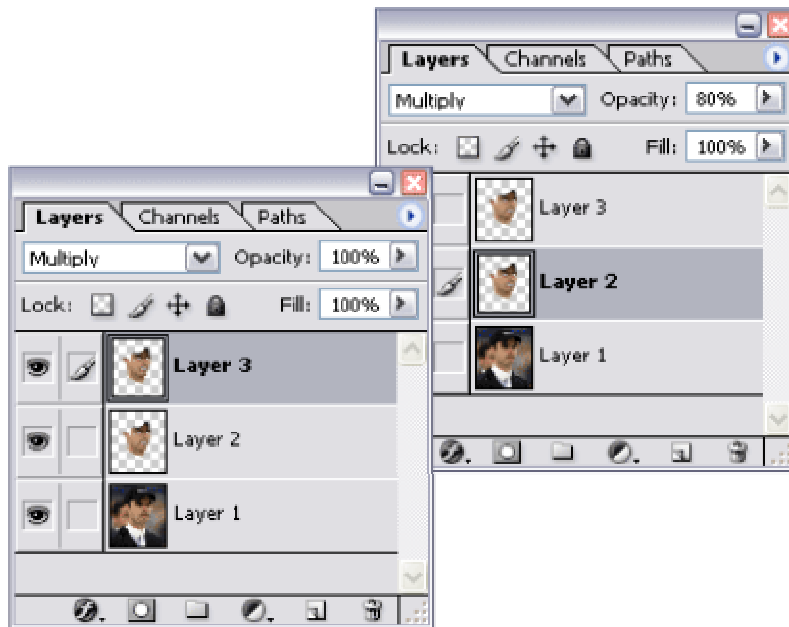 Layers Channels Paths
Multiply Opacity: 80%
Lock: Fill: 100%
Layer 3
Layer 2
Layer 1
Layers Channels Paths
Multiply Opacity: 100%
Lock: Fill: 100%
Layer 3
Layer 2
Layer 1